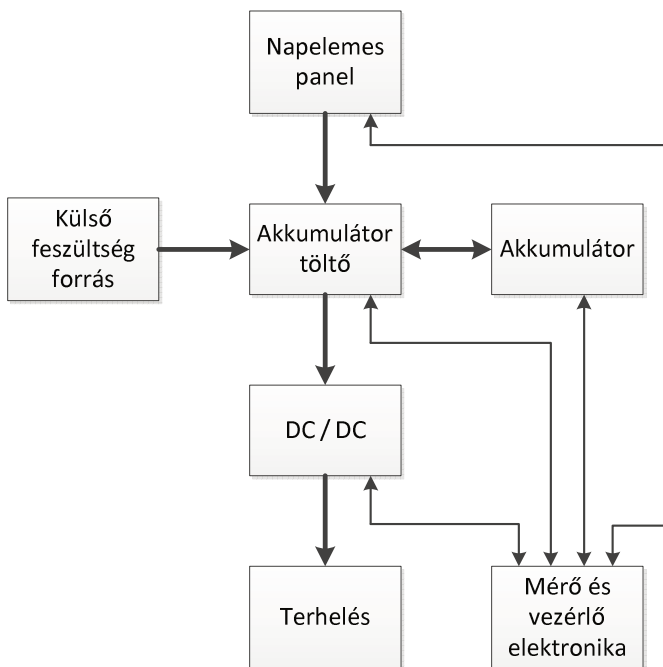 Napelemes
panel
Külső
feszültség
forrás
Akkumulátor
töltő
Akkumulátor
DC / DC
Terhelés
Mérő és
vezérlő
elektronika